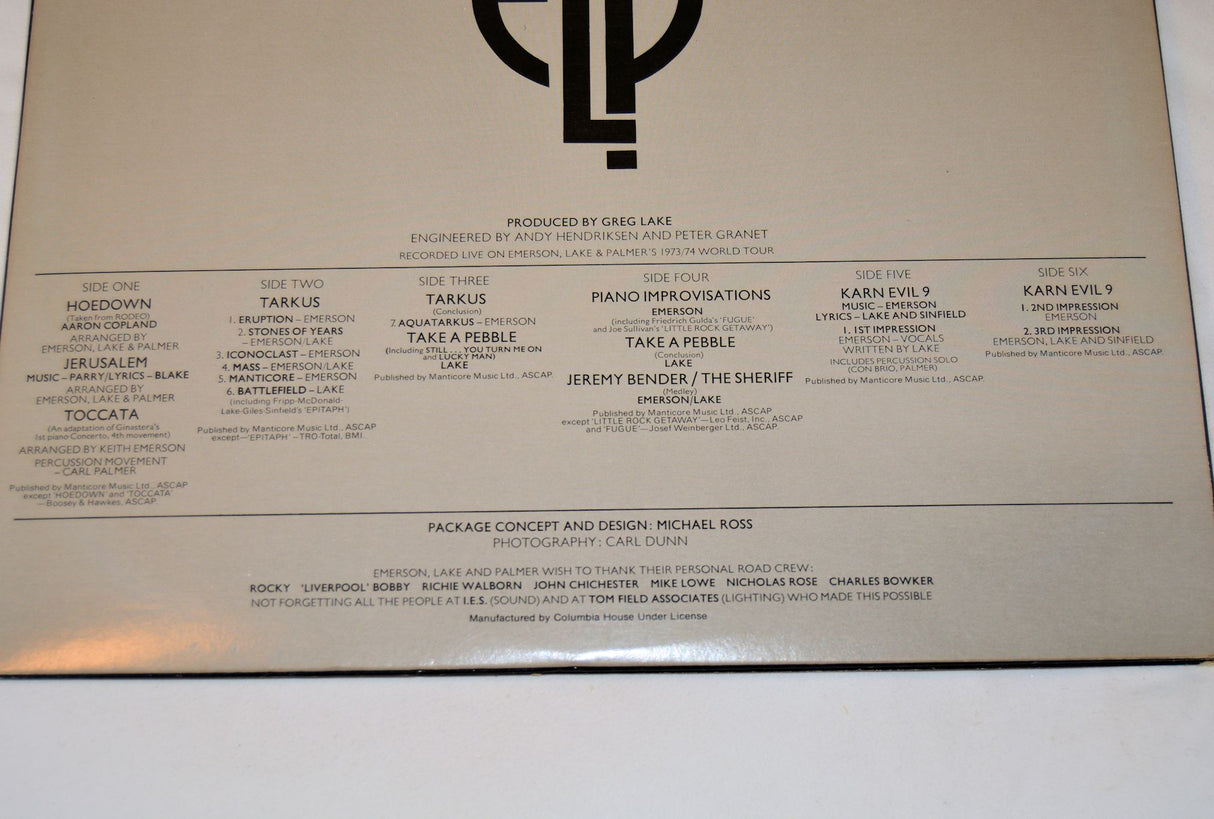 ELP
PRODUCED BY GREG LAKE
ENGINEERED BY ANDY HENDRIKSEN AND PETER GRANET
RECORDED LIVE ON EMERSON, LAKE & PALMER'S 1973/74 WORLD TOUR
SIDE ONE
HOEDOWN
(Taken from RODEO)
AARON COPLAND
ARRANGED BY
EMERSON, LAKE & PALMER
JERUSALEM
MUSIC – PARRY/LYRICS – BLAKE
ARRANGED BY
EMERSON, LAKE & PALMER
TOCCATA
(An adaptation of Ginastera's
1st piano Concerto, 4th movement)
ARRANGED BY KEITH EMERSON
PERCUSSION MOVEMENT
– CARL PALMER
Published by Manticore Music Ltd., ASCAP
except 'HOEDOWN' and 'TOCCATA'
—Boosey & Hawkes, ASCAP.
SIDE TWO
TARKUS
1. ERUPTION – EMERSON
2. STONES OF YEARS
– EMERSON/LAKE
3. ICONOCLAST – EMERSON
4. MASS – EMERSON/LAKE
5. MANTICORE – EMERSON
6. BATTLEFIELD – LAKE
(including Fripp-McDonald-
Lake-Giles-Sinfield's 'EPITAPH')
Published by Manticore Music Ltd., ASCAP
except—'EPITAPH' –TRO-Total, BMI.
SIDE THREE
TARKUS
(Conclusion)
7. AQUATARKUS – EMERSON
TAKE A PEBBLE
(Including STILL . . . YOU TURN ME ON
and LUCKY MAN)
LAKE
Published by Manticore Music Ltd., ASCAP.
SIDE FOUR
PIANO IMPROVISATIONS
EMERSON
(including Friedrich Gulda's 'FUGUE'
and Joe Sullivan's 'LITTLE ROCK GETAWAY')
TAKE A PEBBLE
(Conclusion)
LAKE
JEREMY BENDER / THE SHERIFF
(Medley)
EMERSON/LAKE
Published by Manticore Music Ltd., ASCAP
except 'LITTLE ROCK GETAWAY'—Leo Feist, Inc., ASCAP
and 'FUGUE'—Josef Weinberger Ltd., ASCAP.
SIDE FIVE
KARN EVIL 9
MUSIC – EMERSON
LYRICS – LAKE AND SINFIELD
1. 1ST IMPRESSION
EMERSON – VOCALS
WRITTEN BY LAKE
INCLUDES PERCUSSION SOLO
(CON BRIO, PALMER)
Published by Manticore Music Ltd., ASCAP.
SIDE SIX
KARN EVIL 9
1. 2ND IMPRESSION
EMERSON
2. 3RD IMPRESSION
EMERSON, LAKE AND SINFIELD
Published by Manticore Music Ltd., ASCAP.
PACKAGE CONCEPT AND DESIGN: MICHAEL ROSS
PHOTOGRAPHY: CARL DUNN
EMERSON, LAKE AND PALMER WISH TO THANK THEIR PERSONAL ROAD CREW:
ROCKY 'LIVERPOOL' BOBBY RICHIE WALBORN JOHN CHICHESTER MIKE LOWE NICHOLAS ROSE CHARLES BOWKER
NOT FORGETTING ALL THE PEOPLE AT I.E.S. (SOUND) AND AT TOM FIELD ASSOCIATES (LIGHTING) WHO MADE THIS POSSIBLE
Manufactured by Columbia House Under License